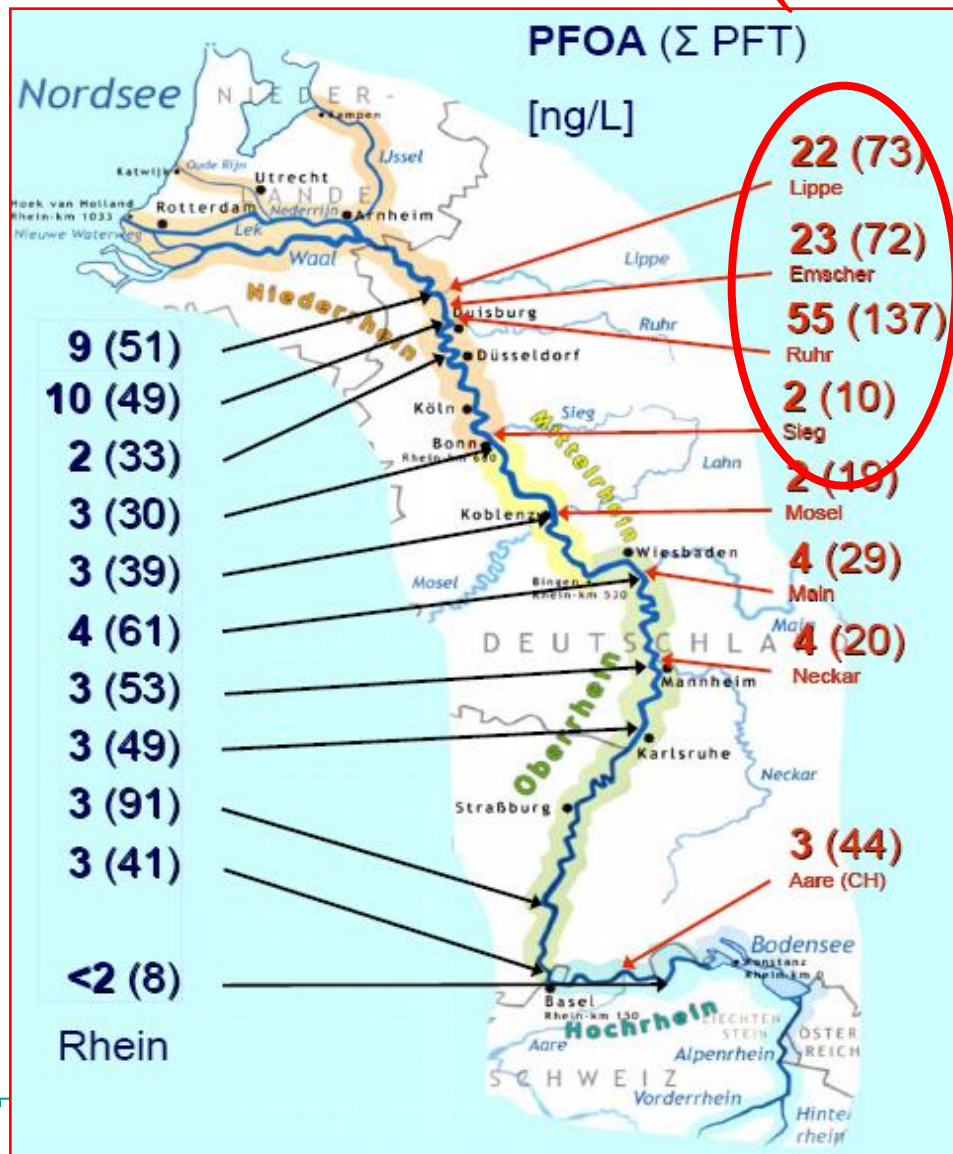 PFOA (Σ PFT)
[ng/L]
Nordsee
NIEDER-
LANDE
Kampen
IJssel
Katwijk
Oude Rijn
Utrecht
Hoek van Holland
Rhein-km 1033
Rotterdam
Nederrijn
Arnheim
Nieuwe Waterweg
Lek
Waal
Niederrhein
Lippe
Duisburg
Ruhr
Düsseldorf
Köln
Sieg
Bonn
Rhein-km 660
Mittelrhein
Lahn
Koblenz
Wiesbaden
Mosel
Bingen
Rhein-km 530
Main
DEUTSCHLA
Mannheim
Oberrhein
Karlsruhe
Neckar
Straßburg
Bodensee
Konstanz
Rhein-km 0
Basel
Rhein-km 150
Hochrhein
LIECHTEN
STEIN
ÖSTER
REICH
Aare
Alpenrhein
SCHWEIZ
Vorderrhein
Hinter
rhein
22 (73)
Lippe
23 (72)
Emscher
55 (137)
Ruhr
2 (10)
Sieg
2 (19)
Mosel
4 (29)
Main
4 (20)
Neckar
3 (44)
Aare (CH)
9 (51)
10 (49)
2 (33)
3 (30)
3 (39)
4 (61)
3 (53)
3 (49)
3 (91)
3 (41)
<2 (8)
Rhein